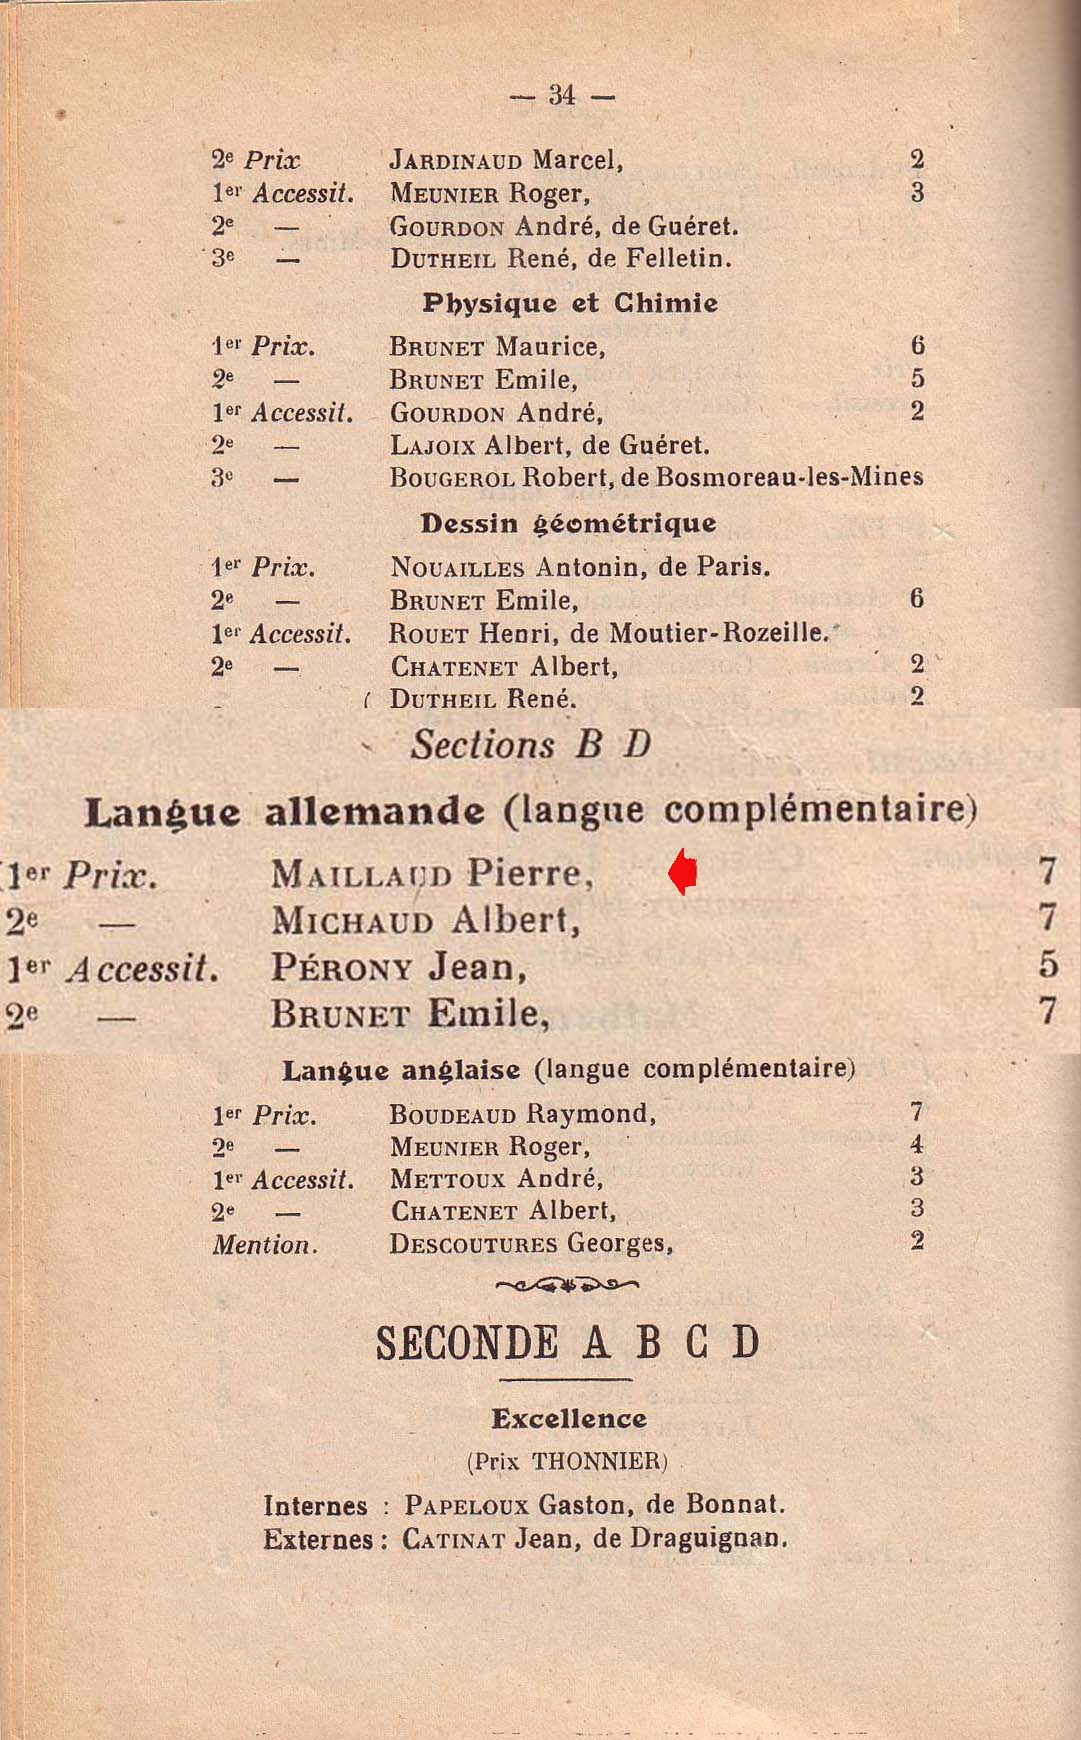 — 34 —
2e Prix JARDINAUD Marcel, 2
1er Accessit. MEUNIER Roger, 3
2e — GOURDON André, de Guéret.
3e — DUTHEIL René, de Felletin.
Physique et Chimie
1er Prix. BRUNET Maurice, 6
2e — BRUNET Emile, 5
1er Accessit. GOURDON André, 2
2e — LAJOIX Albert, de Guéret.
3e — BOUGEROL Robert, de Bosmoreau-les-Mines
Dessin géométrique
1er Prix. NOUAILLES Antonin, de Paris.
2e — BRUNET Emile, 6
1er Accessit. ROUET Henri, de Moutier-Rozeille.
2e — CHATENET Albert, 2
( DUTHEIL René. 2
Sections B D
Langue allemande (langue complémentaire)
1er Prix. MAILLAUD Pierre, 7
2e — MICHAUD Albert, 7
1er Accessit. PÉRONY Jean, 5
2e — BRUNET Emile, 7
Langue anglaise (langue complémentaire)
1er Prix. BOUDEAUD Raymond, 7
2e — MEUNIER Roger, 4
1er Accessit. METTOUX André, 3
2e — CHATENET Albert, 3
Mention. DESCOUTURES Georges, 2
SECONDE A B C D
Excellence
(Prix THONNIER)
Internes : PAPELOUX Gaston, de Bonnat.
Externes : CATINAT Jean, de Draguignan.